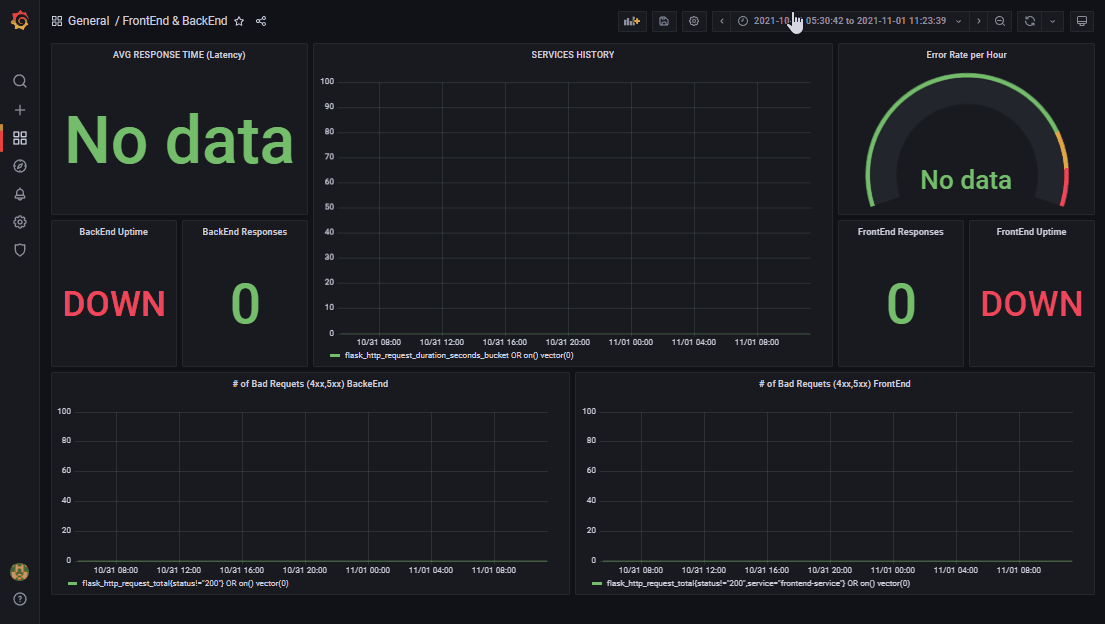 General / FrontEnd & BackEnd
2021-10 05:30:42 to 2021-11-01 11:23:39
AVG RESPONSE TIME (Latency)
No data
SERVICES HISTORY
100
90
80
70
60
50
40
30
20
10
0
10/31 08:00 10/31 12:00 10/31 16:00 10/31 20:00 11/01 00:00 11/01 04:00 11/01 08:00
flask_http_request_duration_seconds_bucket OR on() vector(0)
Error Rate per Hour
No data
BackEnd Uptime
DOWN
BackEnd Responses
0
FrontEnd Responses
0
FrontEnd Uptime
DOWN
# of Bad Requets (4xx,5xx) BackeEnd
100
80
60
40
20
0
10/31 08:00 10/31 12:00 10/31 16:00 10/31 20:00 11/01 00:00 11/01 04:00 11/01 08:00
flask_http_request_total{status!="200"} OR on() vector(0)
# of Bad Requets (4xx,5xx) FrontEnd
100
80
60
40
20
0
10/31 08:00 10/31 12:00 10/31 16:00 10/31 20:00 11/01 00:00 11/01 04:00 11/01 08:00
flask_http_request_total{status!="200",service="frontend-service"} OR on() vector(0)